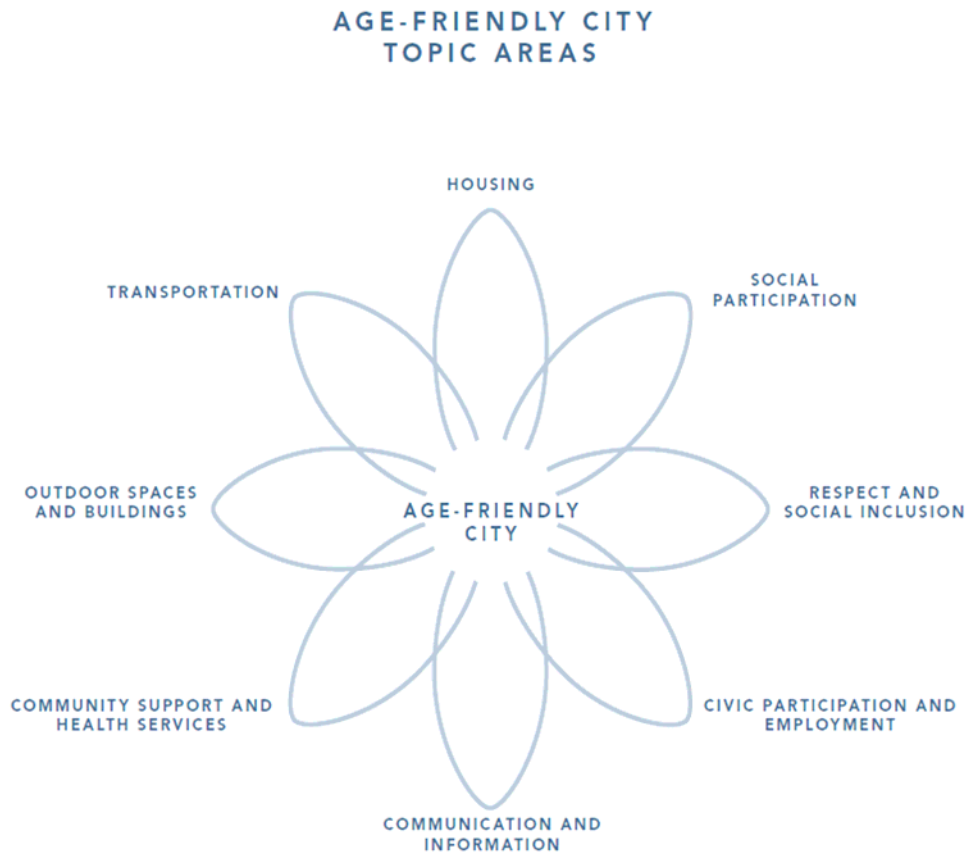 AGE-FRIENDLY CITY
TOPIC AREAS
HOUSING
SOCIAL
PARTICIPATION
TRANSPORTATION
OUTDOOR SPACES
AND BUILDINGS
AGE-FRIENDLY
CITY
RESPECT AND
SOCIAL INCLUSION
COMMUNITY SUPPORT AND
HEALTH SERVICES
CIVIC PARTICIPATION AND
EMPLOYMENT
COMMUNICATION AND
INFORMATION